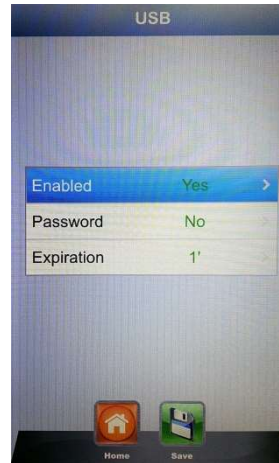 USB
Enabled Yes
Password No
Expiration 1'
Home Save